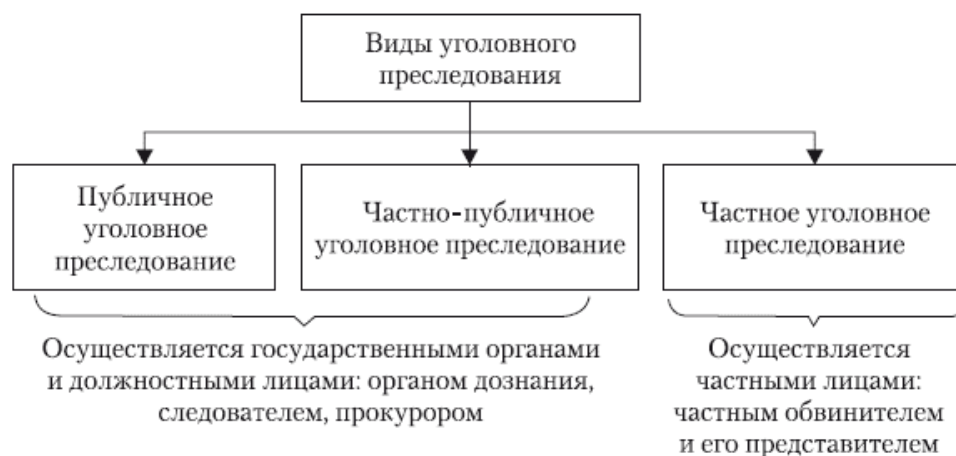 Виды уголовного
преследования
Публичное
уголовное
преследование
Частно-публичное
уголовное преследование
Частное уголовное
преследование
Осуществляется государственными органами
и должностными лицами: органом дознания,
следователем, прокурором
Осуществляется
частными лицами:
частным обвинителем
и его представителем